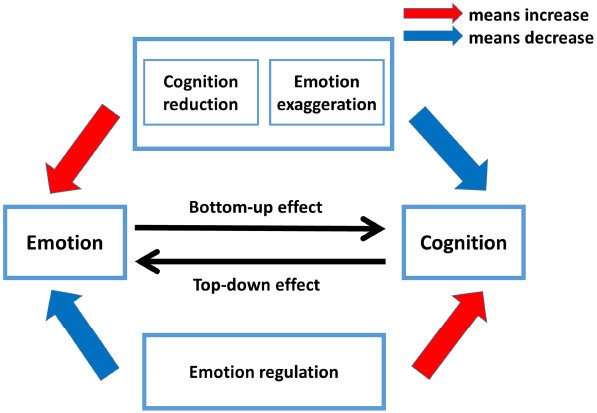 means increase
means decrease
Cognition
reduction
Emotion
exaggeration
Bottom-up effect
Emotion
Cognition
Top-down effect
Emotion regulation